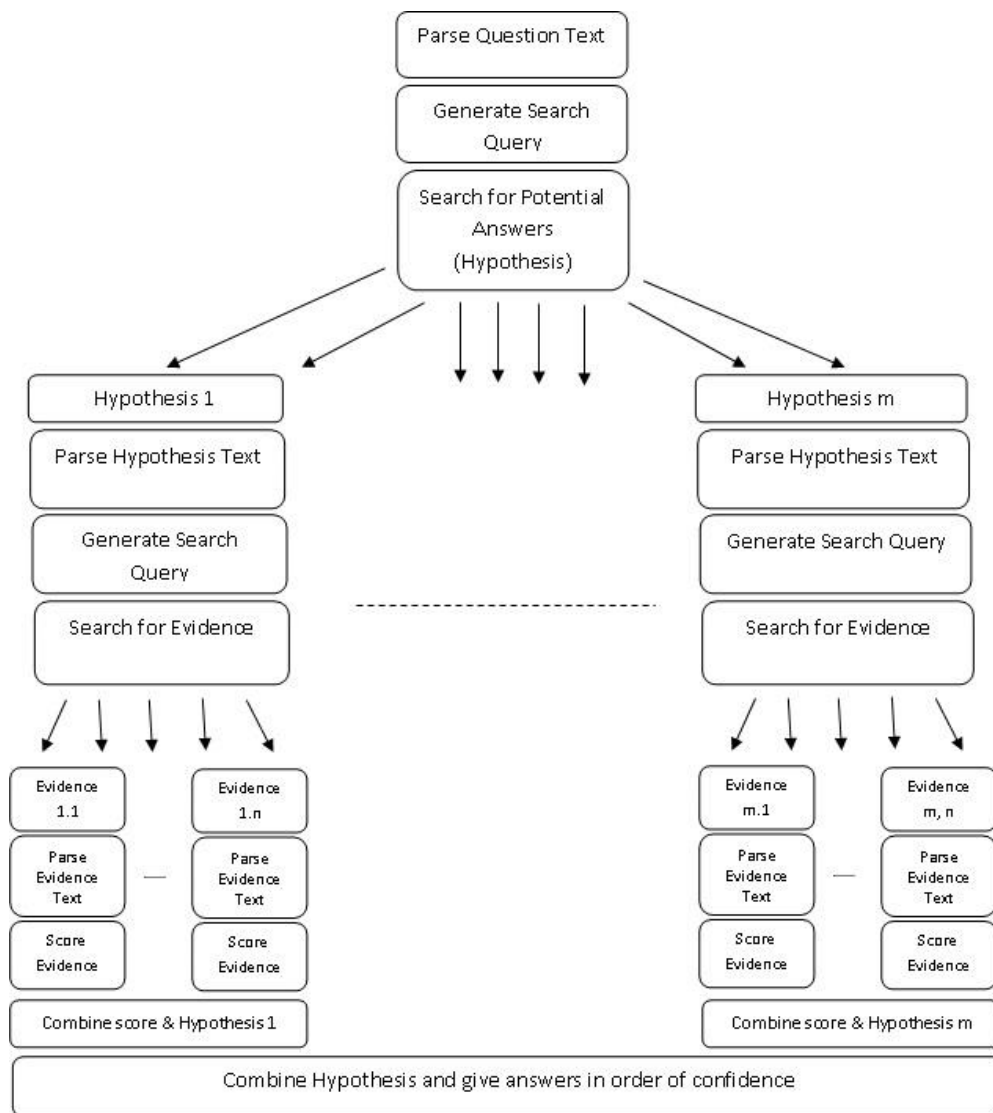 Parse Question Text
Generate Search
Query
Search for Potential
Answers
(Hypothesis)
Hypothesis 1
Parse Hypothesis Text
Generate Search
Query
Search for Evidence
Hypothesis m
Parse Hypothesis Text
Generate Search Query
Search for Evidence
Evidence
1.1
Parse
Evidence
Text
Score
Evidence
Evidence
1.n
Parse
Evidence
Text
Score
Evidence
Evidence
m.1
Parse
Evidence
Text
Score
Evidence
Evidence
m, n
Parse
Evidence
Text
Score
Evidence
Combine score & Hypothesis 1
Combine score & Hypothesis m
Combine Hypothesis and give answers in order of confidence